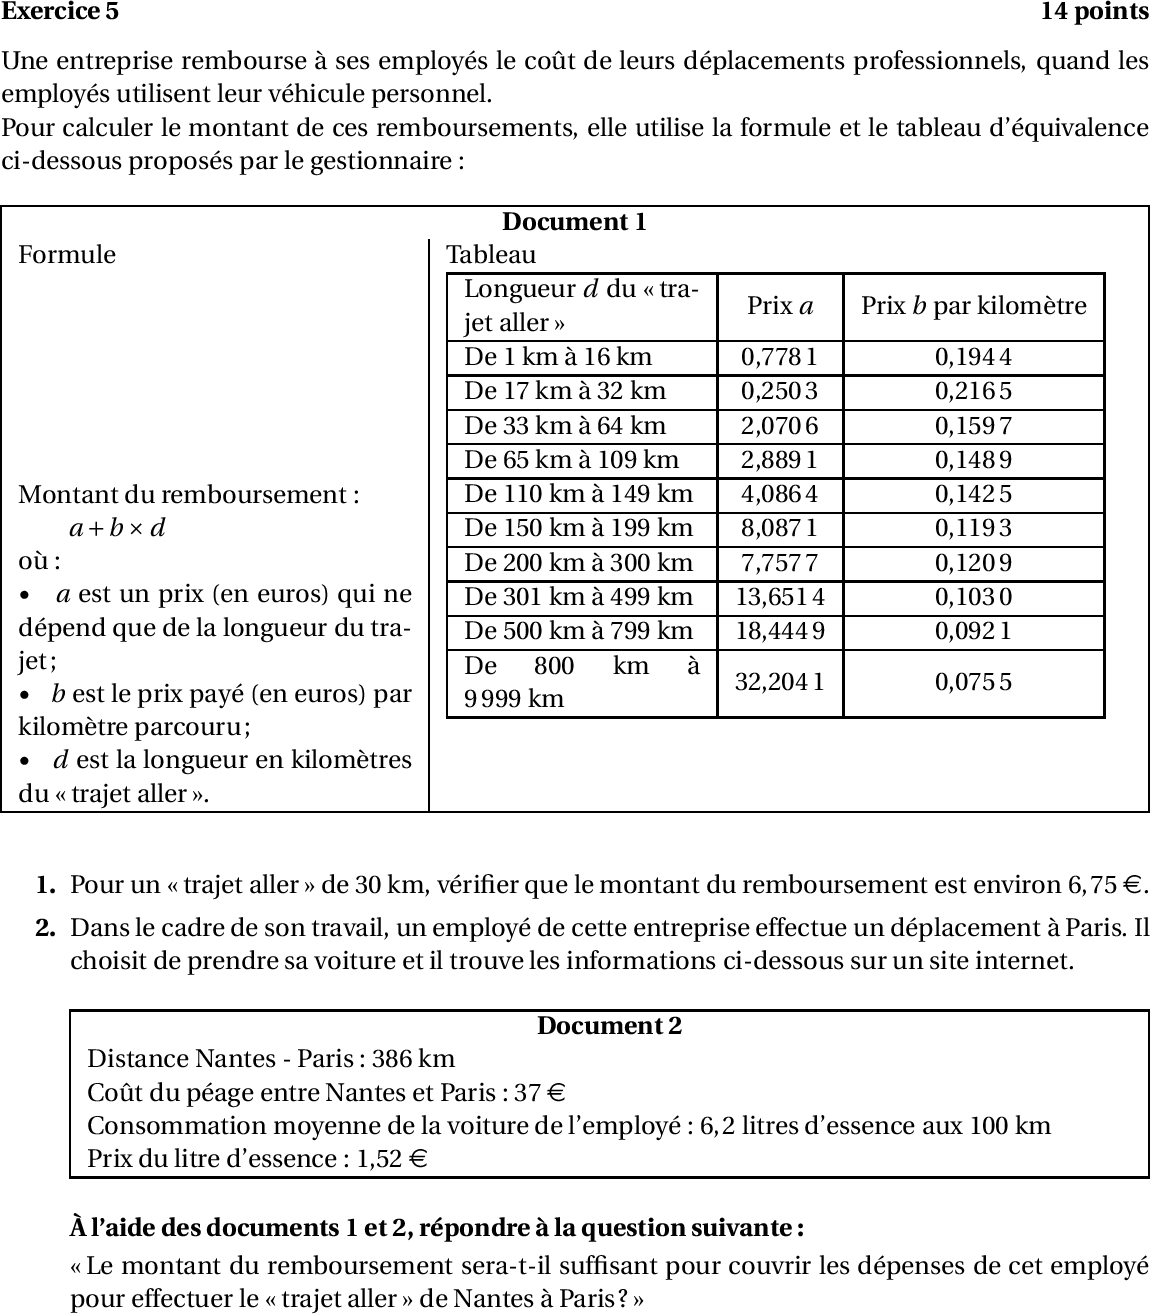 Exercice 5 14 points
Une entreprise rembourse à ses employés le coût de leurs déplacements professionnels, quand les
employés utilisent leur véhicule personnel.
Pour calculer le montant de ces remboursements, elle utilise la formule et le tableau d'équivalence
ci-dessous proposés par le gestionnaire :
Document 1
Formule
Montant du remboursement :
a + b × d
où :
• a est un prix (en euros) qui ne
dépend que de la longueur du tra-
jet ;
• b est le prix payé (en euros) par
kilomètre parcouru ;
• d est la longueur en kilomètres
du « trajet aller ».
Tableau
Longueur d du « tra-
jet aller »
Prix a
Prix b par kilomètre
De 1 km à 16 km 0,778 1 0,194 4
De 17 km à 32 km 0,250 3 0,216 5
De 33 km à 64 km 2,070 6 0,159 7
De 65 km à 109 km 2,889 1 0,148 9
De 110 km à 149 km 4,086 4 0,142 5
De 150 km à 199 km 8,087 1 0,119 3
De 200 km à 300 km 7,757 7 0,120 9
De 301 km à 499 km 13,651 4 0,103 0
De 500 km à 799 km 18,444 9 0,092 1
De 800 km à
9 999 km
32,204 1 0,075 5
1. Pour un « trajet aller » de 30 km, vérifier que le montant du remboursement est environ 6,75 €.
2. Dans le cadre de son travail, un employé de cette entreprise effectue un déplacement à Paris. Il
choisit de prendre sa voiture et il trouve les informations ci-dessous sur un site internet.
Document 2
Distance Nantes - Paris : 386 km
Coût du péage entre Nantes et Paris : 37 €
Consommation moyenne de la voiture de l'employé : 6,2 litres d'essence aux 100 km
Prix du litre d'essence : 1,52 €
À l'aide des documents 1 et 2, répondre à la question suivante :
« Le montant du remboursement sera-t-il suffisant pour couvrir les dépenses de cet employé
pour effectuer le « trajet aller » de Nantes à Paris ? »